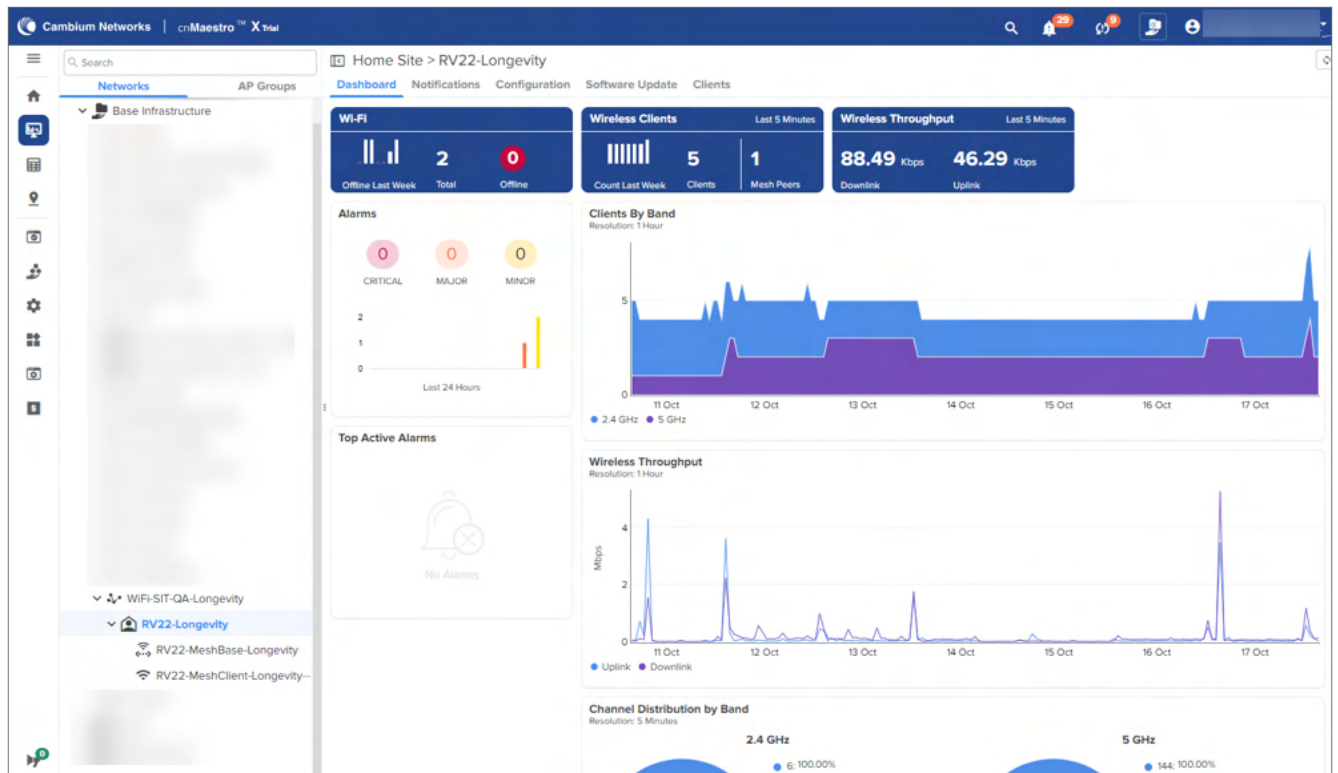 Cambium Networks | cnMaestro™ X Trial
29
9
Search
Networks AP Groups
Base Infrastructure
WiFi-SIT-QA-Longevity
RV22-Longevity
RV22-MeshBase-Longevity
RV22-MeshClient-Longevity--
0
Home Site > RV22-Longevity
Dashboard Notifications Configuration Software Update Clients
Wi-Fi
2
0
Offline Last Week Total Offline
Wireless Clients Last 5 Minutes
5 1
Count Last Week Clients Mesh Peers
Wireless Throughput Last 5 Minutes
88.49 Kbps 46.29 Kbps
Downlink Uplink
Alarms
0 0 0
CRITICAL MAJOR MINOR
2
1
0
Last 24 Hours
Top Active Alarms
No Alarms
Clients By Band
Resolution: 1 Hour
5
0
11 Oct 12 Oct 13 Oct 14 Oct 15 Oct 16 Oct 17 Oct
2.4 GHz 5 GHz
Wireless Throughput
Resolution: 1 Hour
Mbps
4
2
0
11 Oct 12 Oct 13 Oct 14 Oct 15 Oct 16 Oct 17 Oct
Uplink Downlink
Channel Distribution by Band
Resolution: 5 Minutes
2.4 GHz 5 GHz
6: 100.00% 144: 100.00%